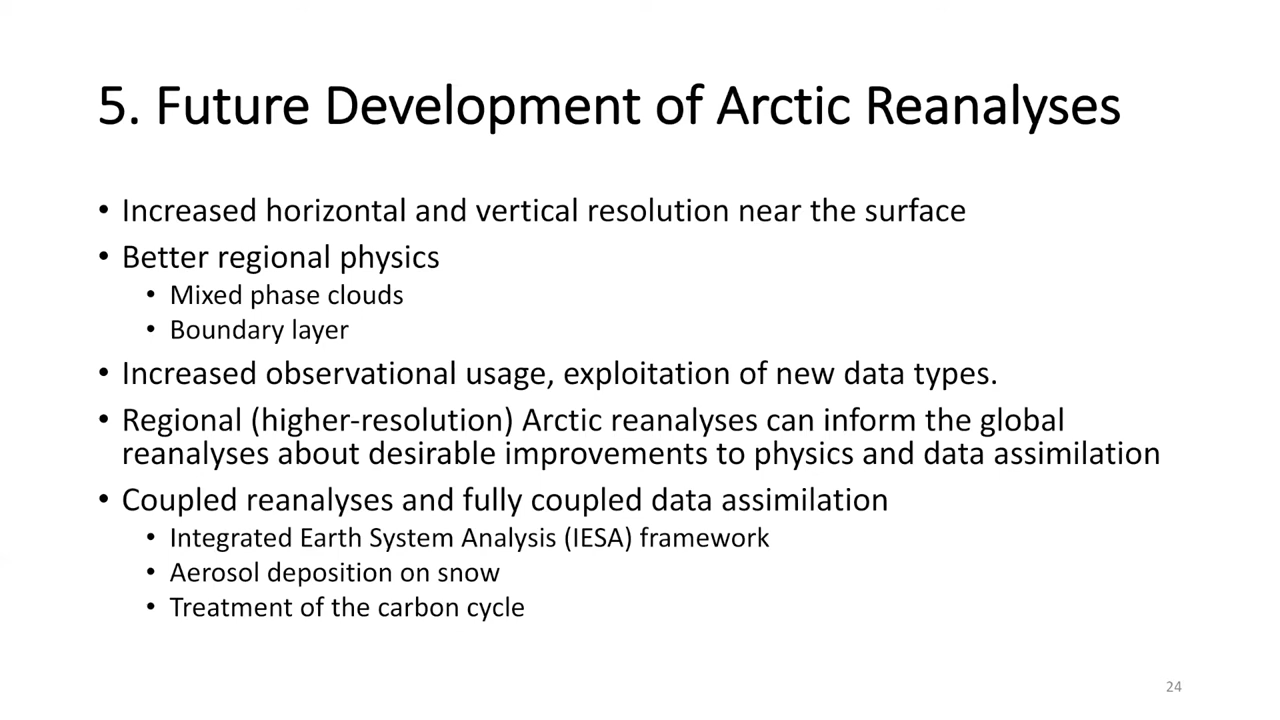 5. Future Development of Arctic Reanalyses
• Increased horizontal and vertical resolution near the surface
• Better regional physics
• Mixed phase clouds
• Boundary layer
• Increased observational usage, exploitation of new data types.
• Regional (higher-resolution) Arctic reanalyses can inform the global
reanalyses about desirable improvements to physics and data assimilation
• Coupled reanalyses and fully coupled data assimilation
• Integrated Earth System Analysis (IESA) framework
• Aerosol deposition on snow
• Treatment of the carbon cycle
24